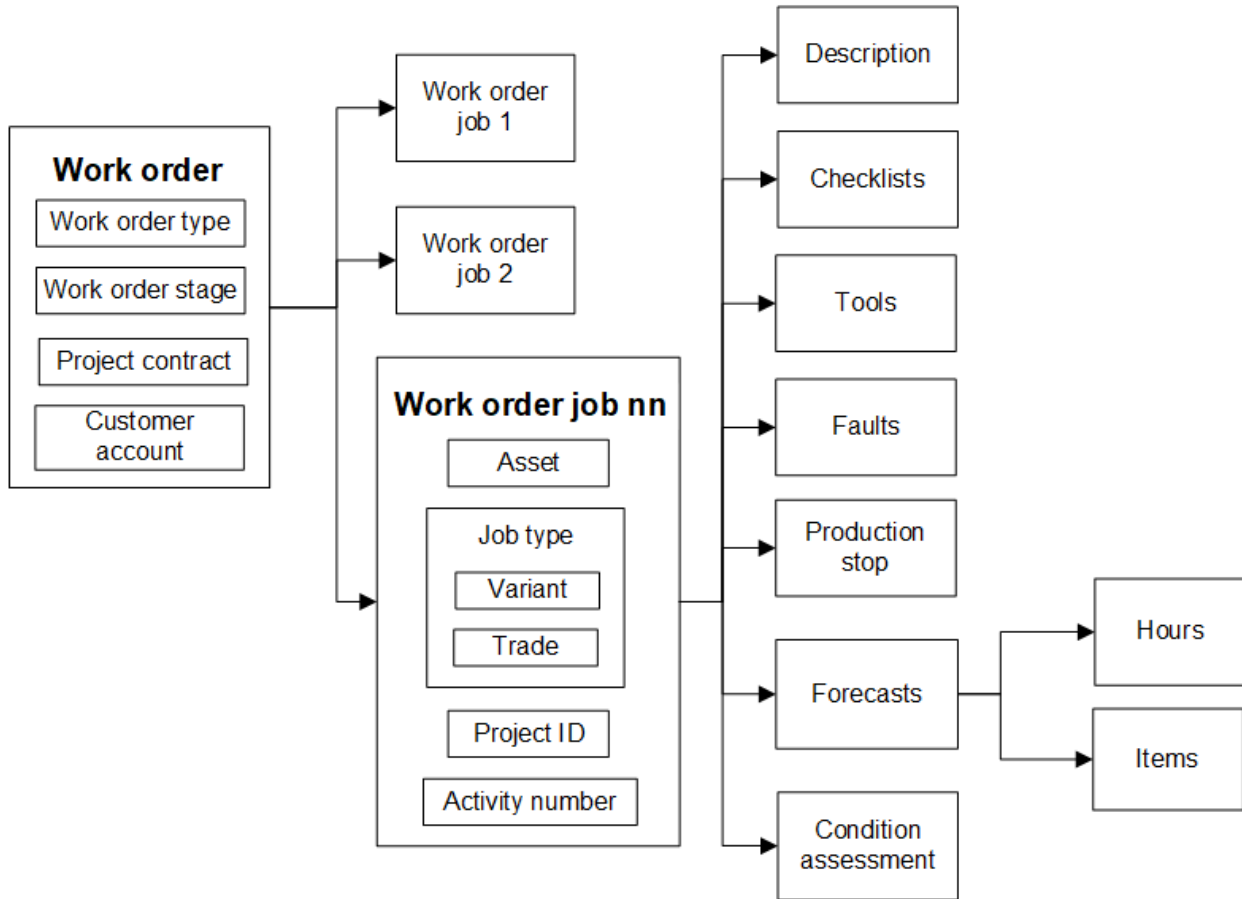 Work order
Work order type
Work order stage
Project contract
Customer
account
Work order
job 1
Work order
job 2
Work order job nn
Asset
Job type
Variant
Trade
Project ID
Activity number
Description
Checklists
Tools
Faults
Production
stop
Forecasts
Condition
assessment
Hours
Items